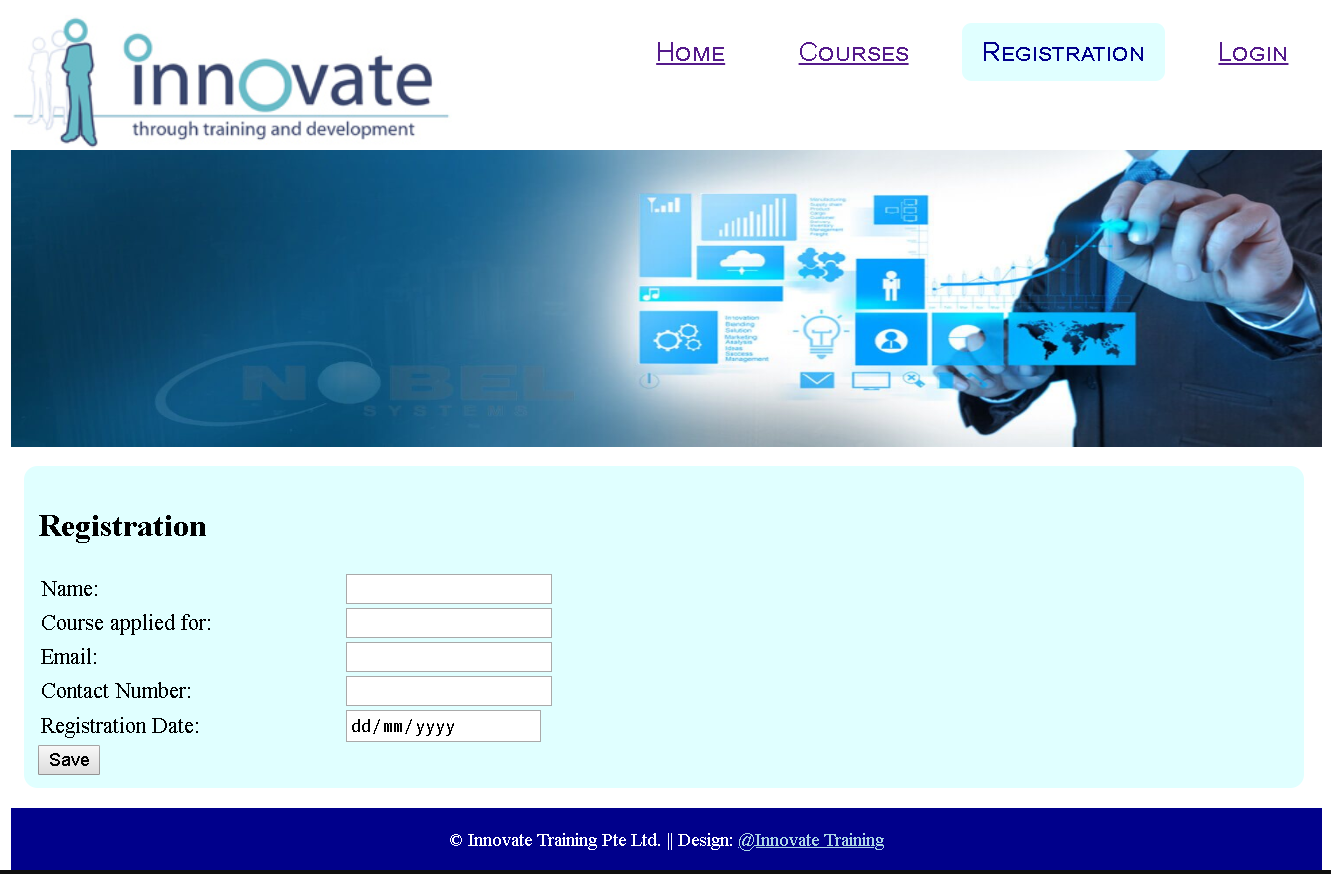 innovate
through training and development
Home Courses Registration Login
Innovation
Branding
Solution
Marketing
Analysis
Ideas
Success
Management
NOBEL
SYSTEMS
Registration
Name:
Course applied for:
Email:
Contact Number:
Registration Date: dd/mm/yyyy
Save
© Innovate Training Pte Ltd. || Design: @Innovate Training